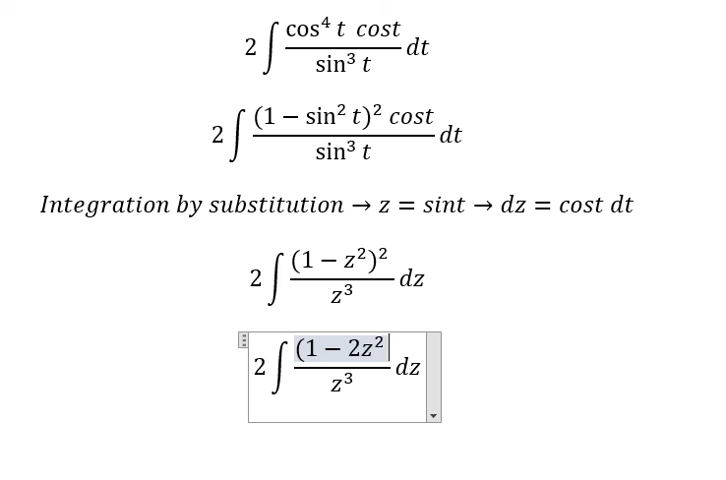 2∫ cos⁴ t cost / sin³ t dt
2∫ (1 − sin² t)² cost / sin³ t dt
Integration by substitution → z = sint → dz = cost dt
2∫ (1 − z²)² / z³ dz
2∫ (1 − 2z² / z³ dz